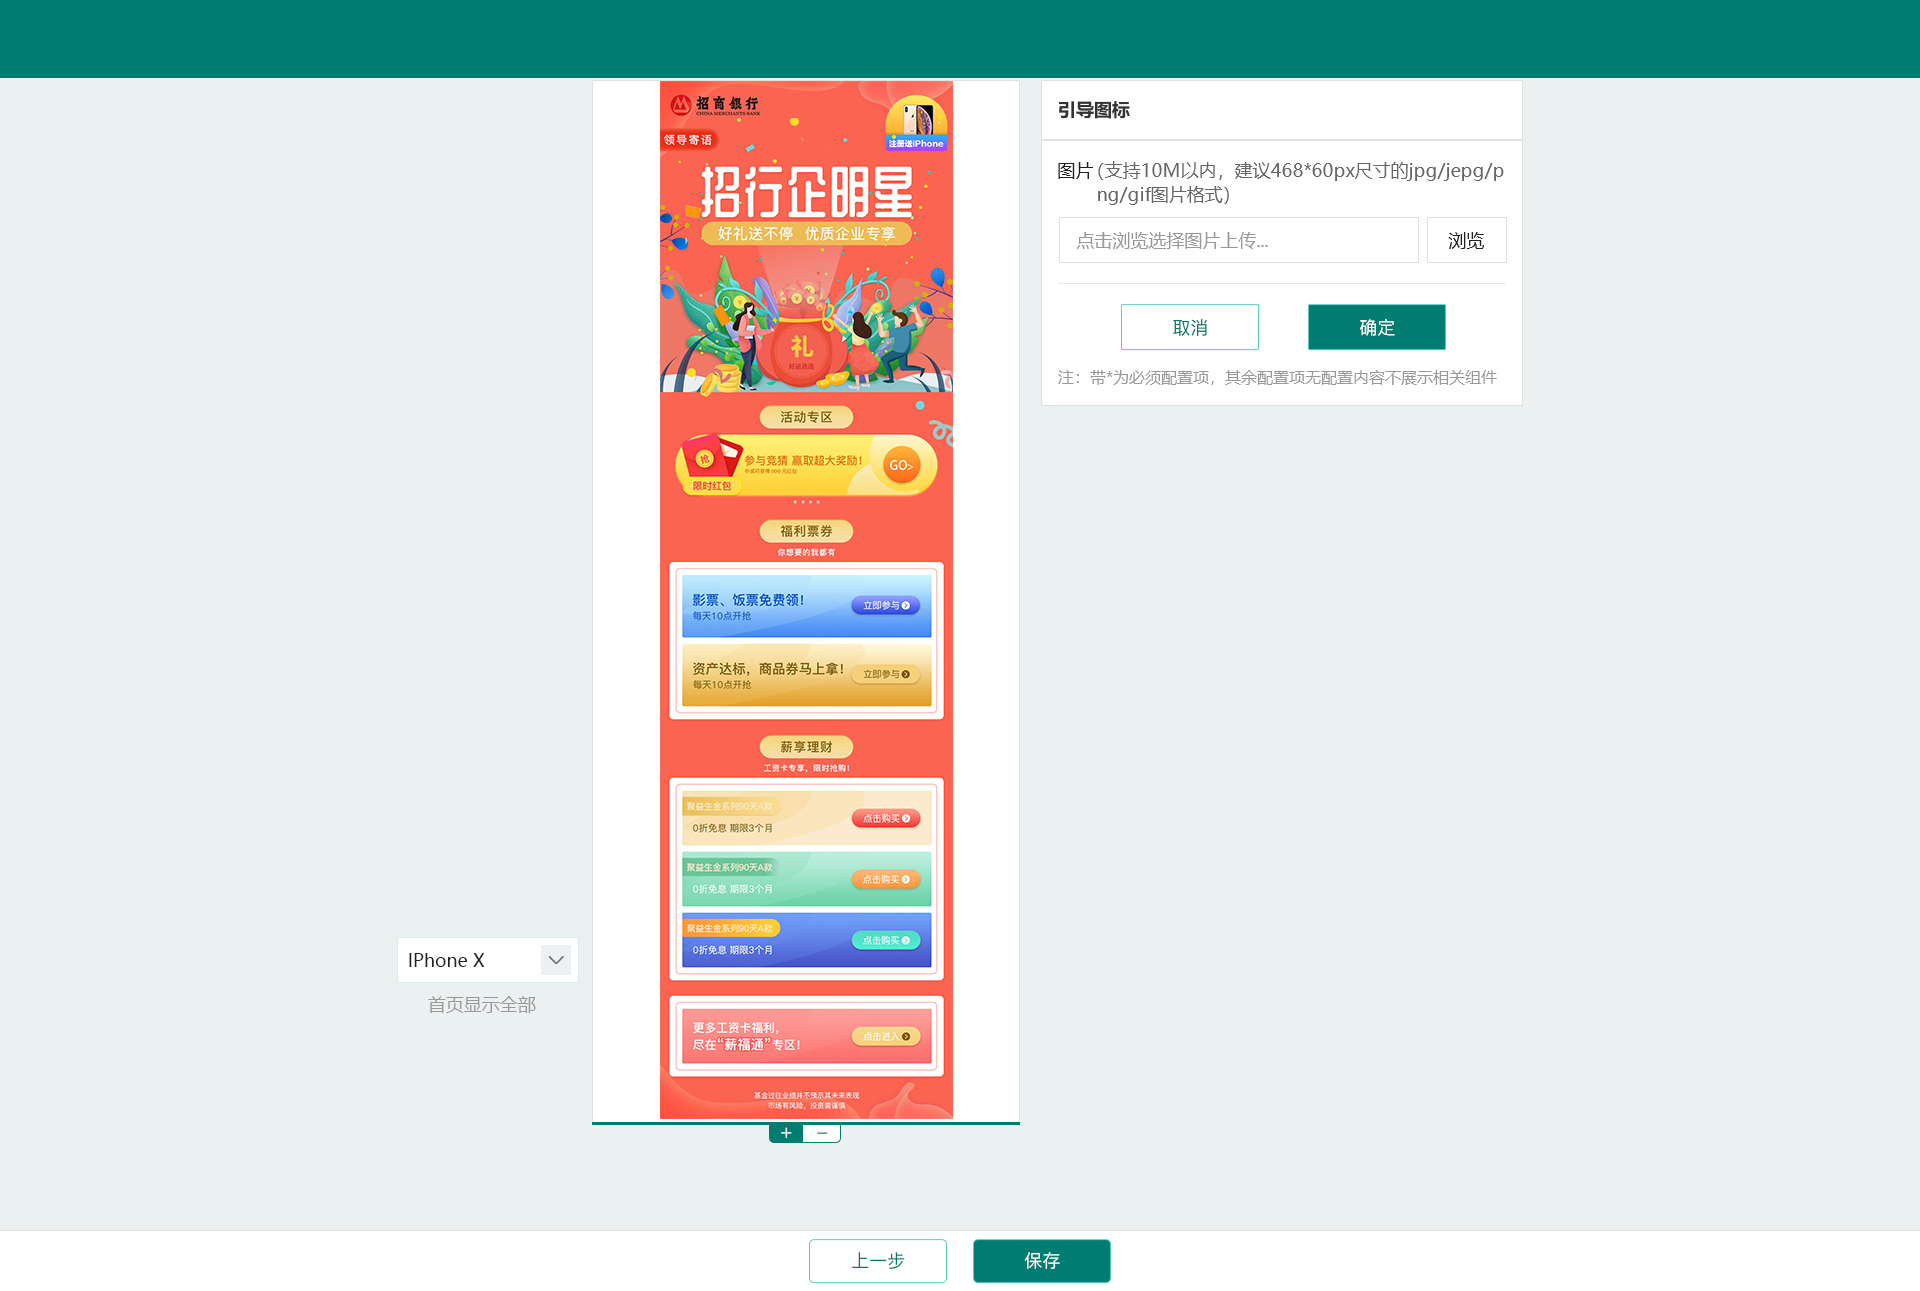 招商银行
CHINA MERCHANTS BANK
领导寄语
注册送iPhone
招行企明星
好礼送不停 优质企业专享
礼
好运连连
活动专区
抢
限时红包
参与竞猜 赢取超大奖励！
中奖可获得 999 元红包
GO>
福利票券
你想要的我都有
影票、饭票免费领！
每天10点开抢
立即参与
资产达标，商品券马上拿！
每天10点开抢
立即参与
薪享理财
工资卡专享，限时抢购！
聚益生金系列90天A款
0折免息 期限3个月
点击购买
聚益生金系列90天A款
0折免息 期限3个月
点击购买
聚益生金系列90天A款
0折免息 期限3个月
点击购买
更多工资卡福利，
尽在“薪福通”专区！
点击进入
基金过往业绩并不预示其未来表现
市场有风险，投资需谨慎
+ −
IPhone X
首页显示全部
引导图标
图片(支持10M以内，建议468*60px尺寸的jpg/jepg/p
ng/gif图片格式)
点击浏览选择图片上传...
浏览
取消
确定
注：带*为必须配置项，其余配置项无配置内容不展示相关组件
上一步
保存